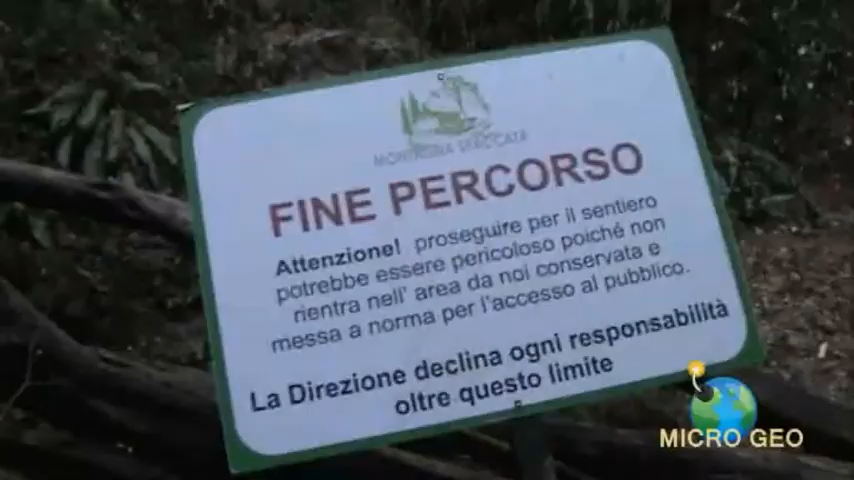 MONTAGNA SPACCATA
FINE PERCORSO
Attenzione! proseguire per il sentiero
potrebbe essere pericoloso poiché non
rientra nell' area da noi conservata e
messa a norma per l'accesso al pubblico.
La Direzione declina ogni responsabilità
oltre questo limite
MICRO GEO